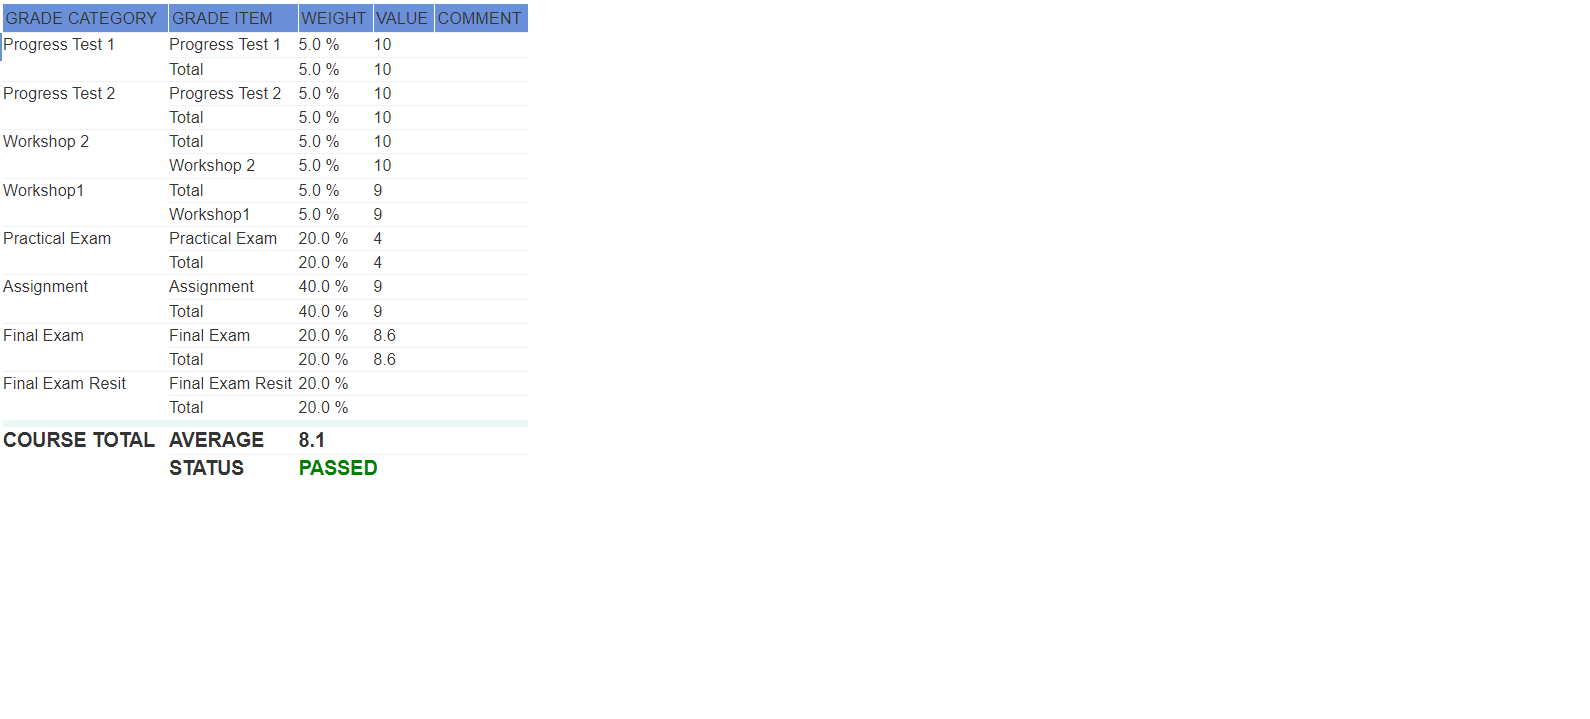 GRADE CATEGORY GRADE ITEM WEIGHT VALUE COMMENT
Progress Test 1 Progress Test 1 5.0 % 10
Total 5.0 % 10
Progress Test 2 Progress Test 2 5.0 % 10
Total 5.0 % 10
Workshop 2 Total 5.0 % 10
Workshop 2 5.0 % 10
Workshop1 Total 5.0 % 9
Workshop1 5.0 % 9
Practical Exam Practical Exam 20.0 % 4
Total 20.0 % 4
Assignment Assignment 40.0 % 9
Total 40.0 % 9
Final Exam Final Exam 20.0 % 8.6
Total 20.0 % 8.6
Final Exam Resit Final Exam Resit 20.0 %
Total 20.0 %
COURSE TOTAL AVERAGE 8.1
STATUS PASSED